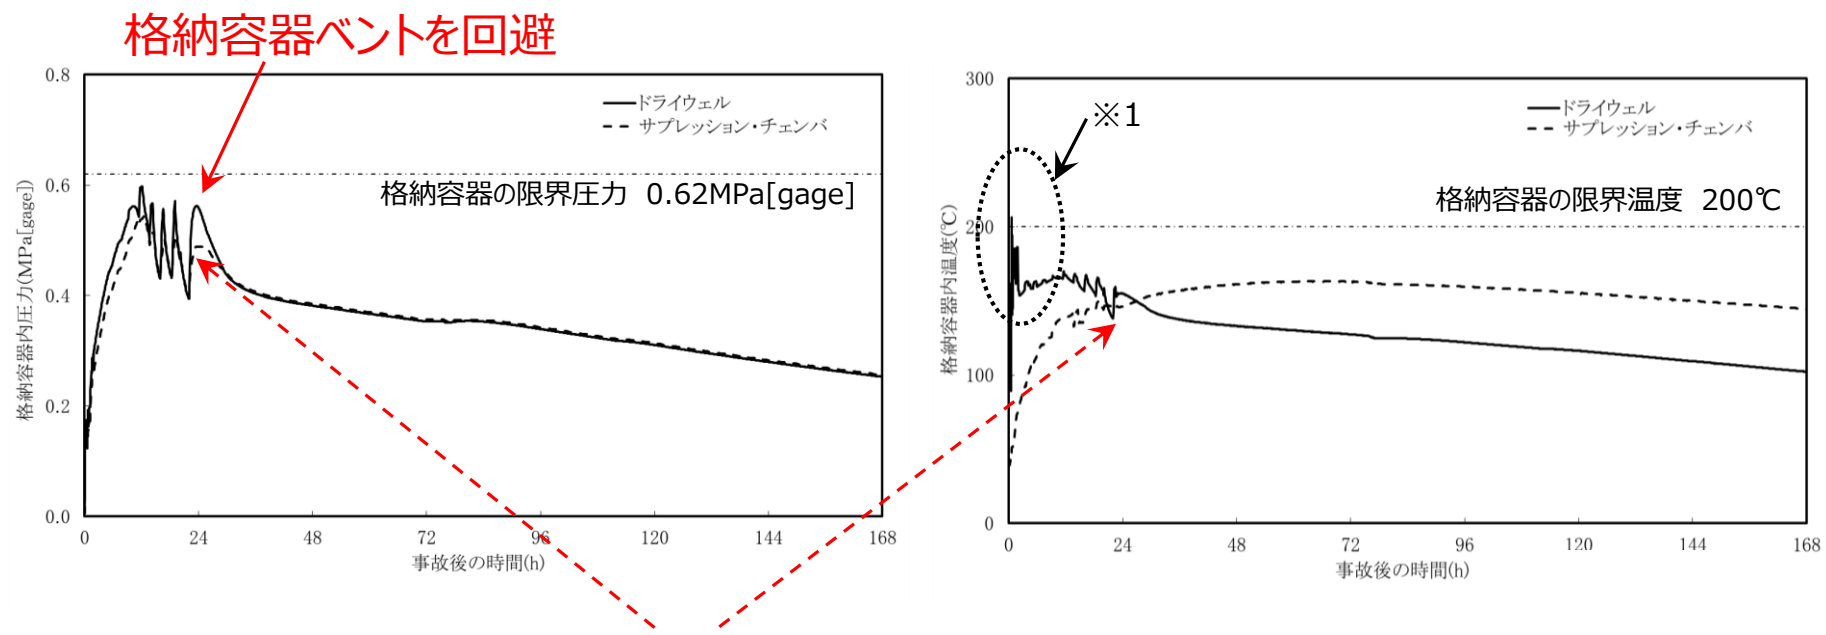 格納容器ベントを回避
0.8
0.6
0.4
0.2
0.0
格納容器内圧力(MPa[gage])
ドライウェル
サプレッション・チェンバ
格納容器の限界圧力 0.62MPa[gage]
0 24 48 72 96 120 144 168
事故後の時間(h)
300
200
100
0
格納容器内温度(℃)
※1
ドライウェル
サプレッション・チェンバ
格納容器の限界温度 200℃
0 24 48 72 96 120 144 168
事故後の時間(h)